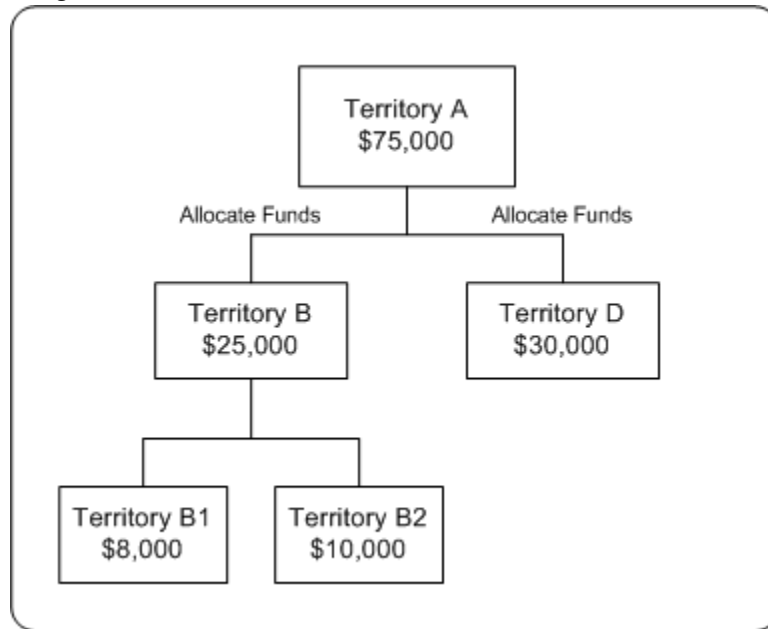 Territory A
$75,000
Allocate Funds
Allocate Funds
Territory B
$25,000
Territory D
$30,000
Territory B1
$8,000
Territory B2
$10,000